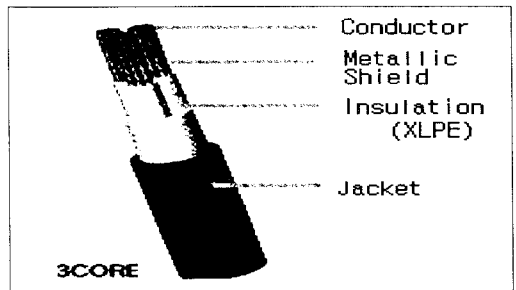 Conductor
Metallic
Shield
Insulation
(XLPE)
Jacket
3CORE